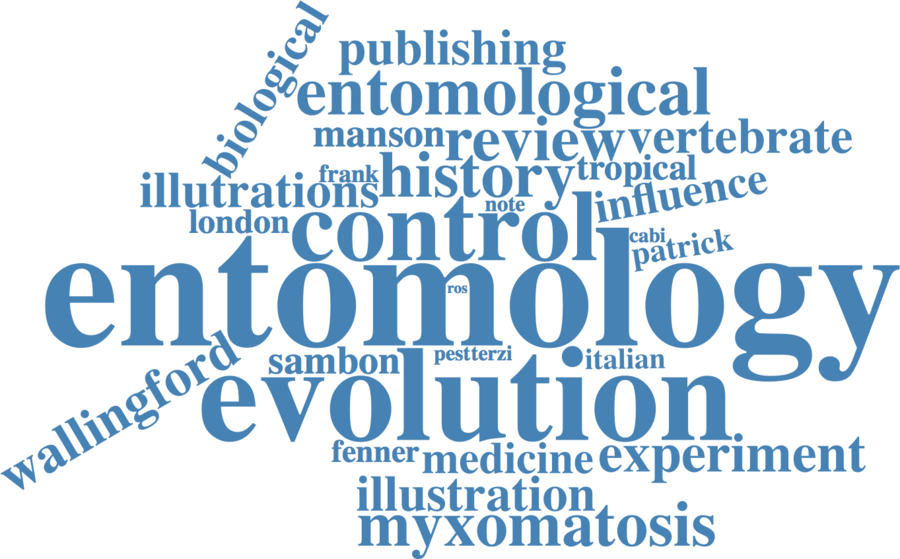 biological
publishing
entomological
manson review vertebrate
frank history tropical
illutrations note influence
london control cabi patrick
entomology
ros
wallingford sambon pestterzi italian
evolution
fenner medicine experiment
illustration
myxomatosis